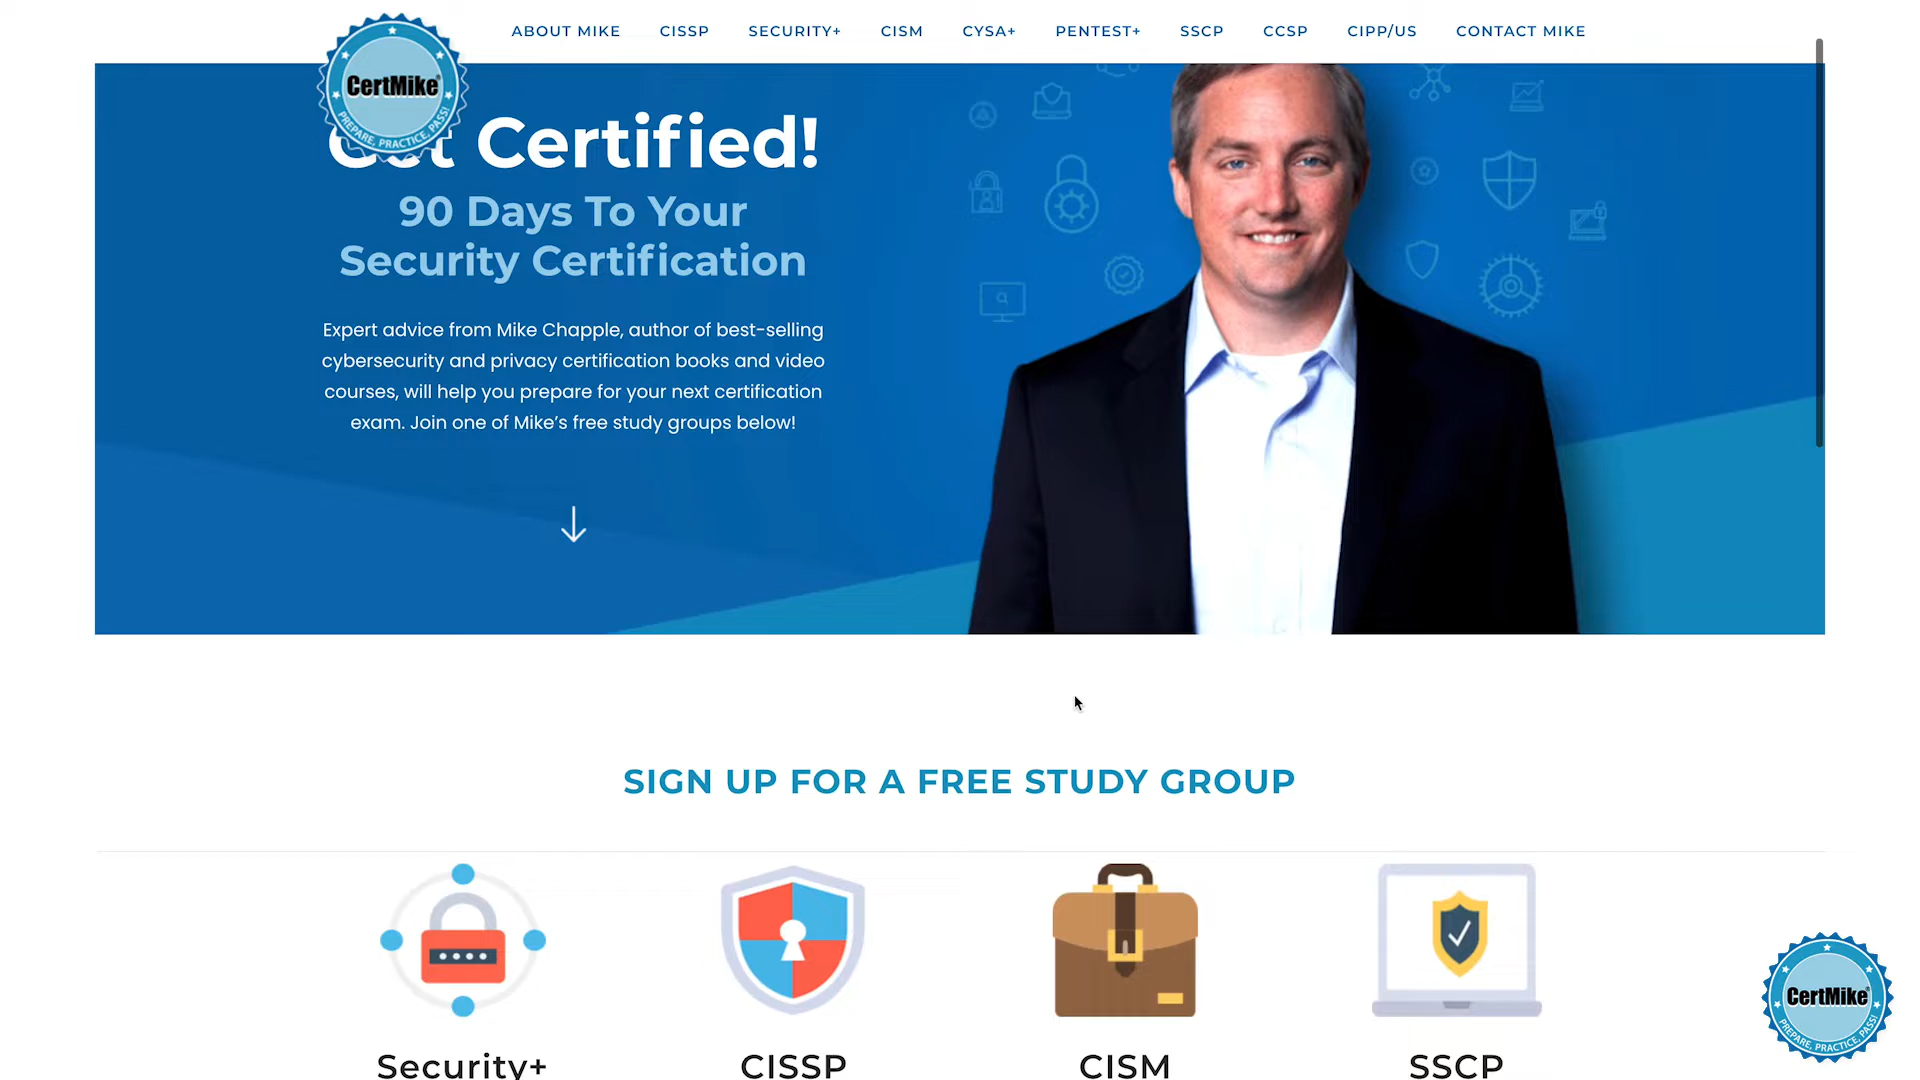 ABOUT MIKE CISSP SECURITY+ CISM CYSA+ PENTEST+ SSCP CCSP CIPP/US CONTACT MIKE
CertMike®
PREPARE, PRACTICE, PASS!
Get Certified!
90 Days To Your
Security Certification
Expert advice from Mike Chapple, author of best-selling
cybersecurity and privacy certification books and video
courses, will help you prepare for your next certification
exam. Join one of Mike’s free study groups below!
SIGN UP FOR A FREE STUDY GROUP
Security+ CISSP CISM SSCP
CertMike®
PREPARE, PRACTICE, PASS!